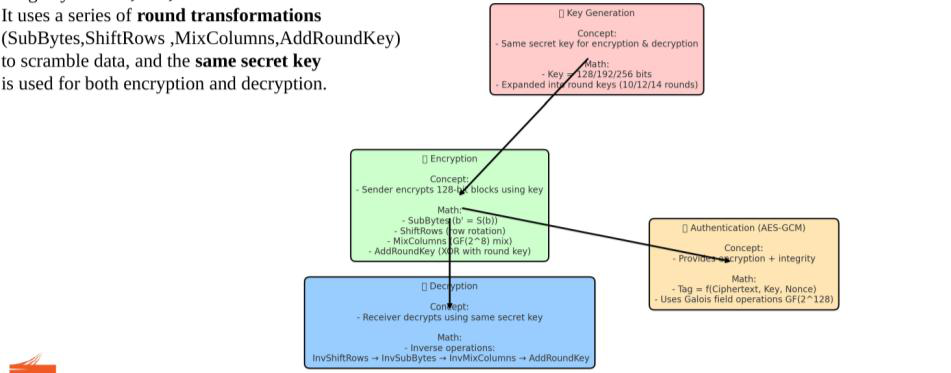 It uses a series of round transformations
(SubBytes,ShiftRows ,MixColumns,AddRoundKey)
to scramble data, and the same secret key
is used for both encryption and decryption.
Key Generation
Concept:
- Same secret key for encryption & decryption
Math:
- Key = 128/192/256 bits
- Expanded into round keys (10/12/14 rounds)
Encryption
Concept:
- Sender encrypts 128-bit blocks using key
Math:
- SubBytes (b' = S(b))
- ShiftRows (row rotation)
- MixColumns (GF(2^8) mix)
- AddRoundKey (XOR with round key)
Authentication (AES-GCM)
Concept:
- Provides encryption + integrity
Math:
- Tag = f(Ciphertext, Key, Nonce)
- Uses Galois field operations GF(2^128)
Decryption
Concept:
- Receiver decrypts using same secret key
Math:
- Inverse operations:
InvShiftRows → InvSubBytes → InvMixColumns → AddRoundKey